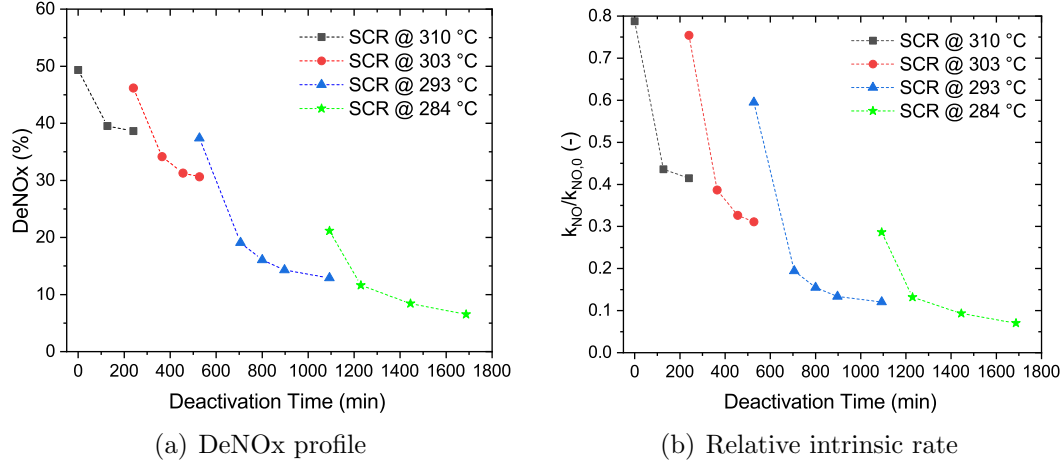 60
50
40
30
20
10
0
DeNOx (%)
SCR @ 310 °C
SCR @ 303 °C
SCR @ 293 °C
SCR @ 284 °C
0 200 400 600 800 1000 1200 1400 1600 1800
Deactivation Time (min)
(a) DeNOx profile
0.8
0.7
0.6
0.5
0.4
0.3
0.2
0.1
0.0
kNO/kNO,0 (-)
SCR @ 310 °C
SCR @ 303 °C
SCR @ 293 °C
SCR @ 284 °C
0 200 400 600 800 1000 1200 1400 1600 1800
Deactivation Time (min)
(b) Relative intrinsic rate